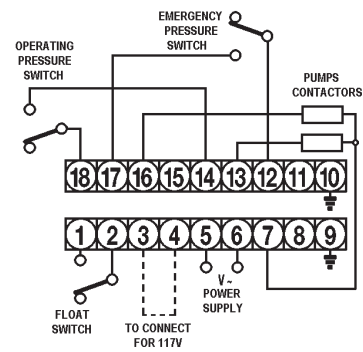 EMERGENCY
PRESSURE
SWITCH
OPERATING
PRESSURE
SWITCH
PUMPS
CONTACTORS
18 17 16 15 14 13 12 11 10
1 2 3 4 5 6 7 8 9
V~
POWER
SUPPLY
FLOAT
SWITCH
TO CONNECT
FOR 117V